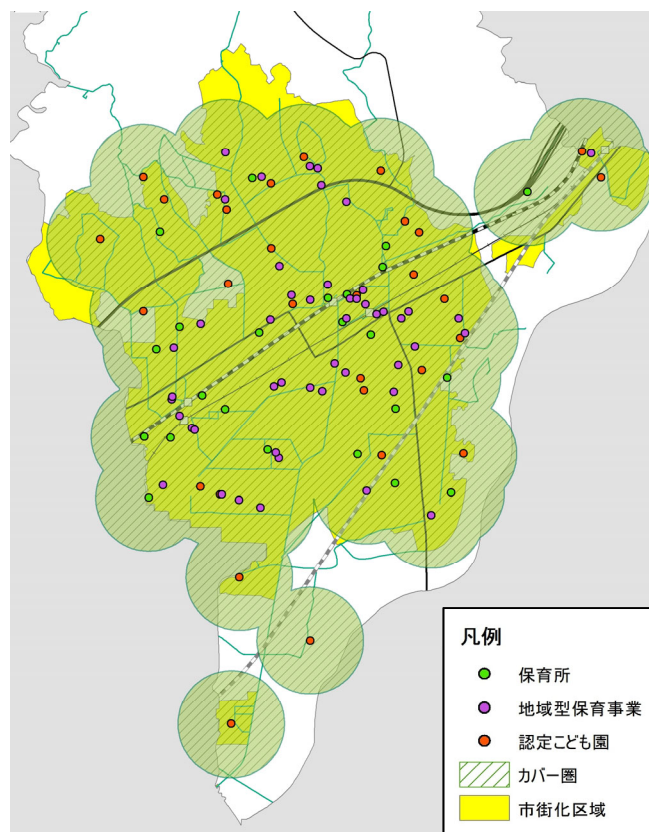 凡例
保育所
地域型保育事業
認定こども園
カバー圏
市街化区域